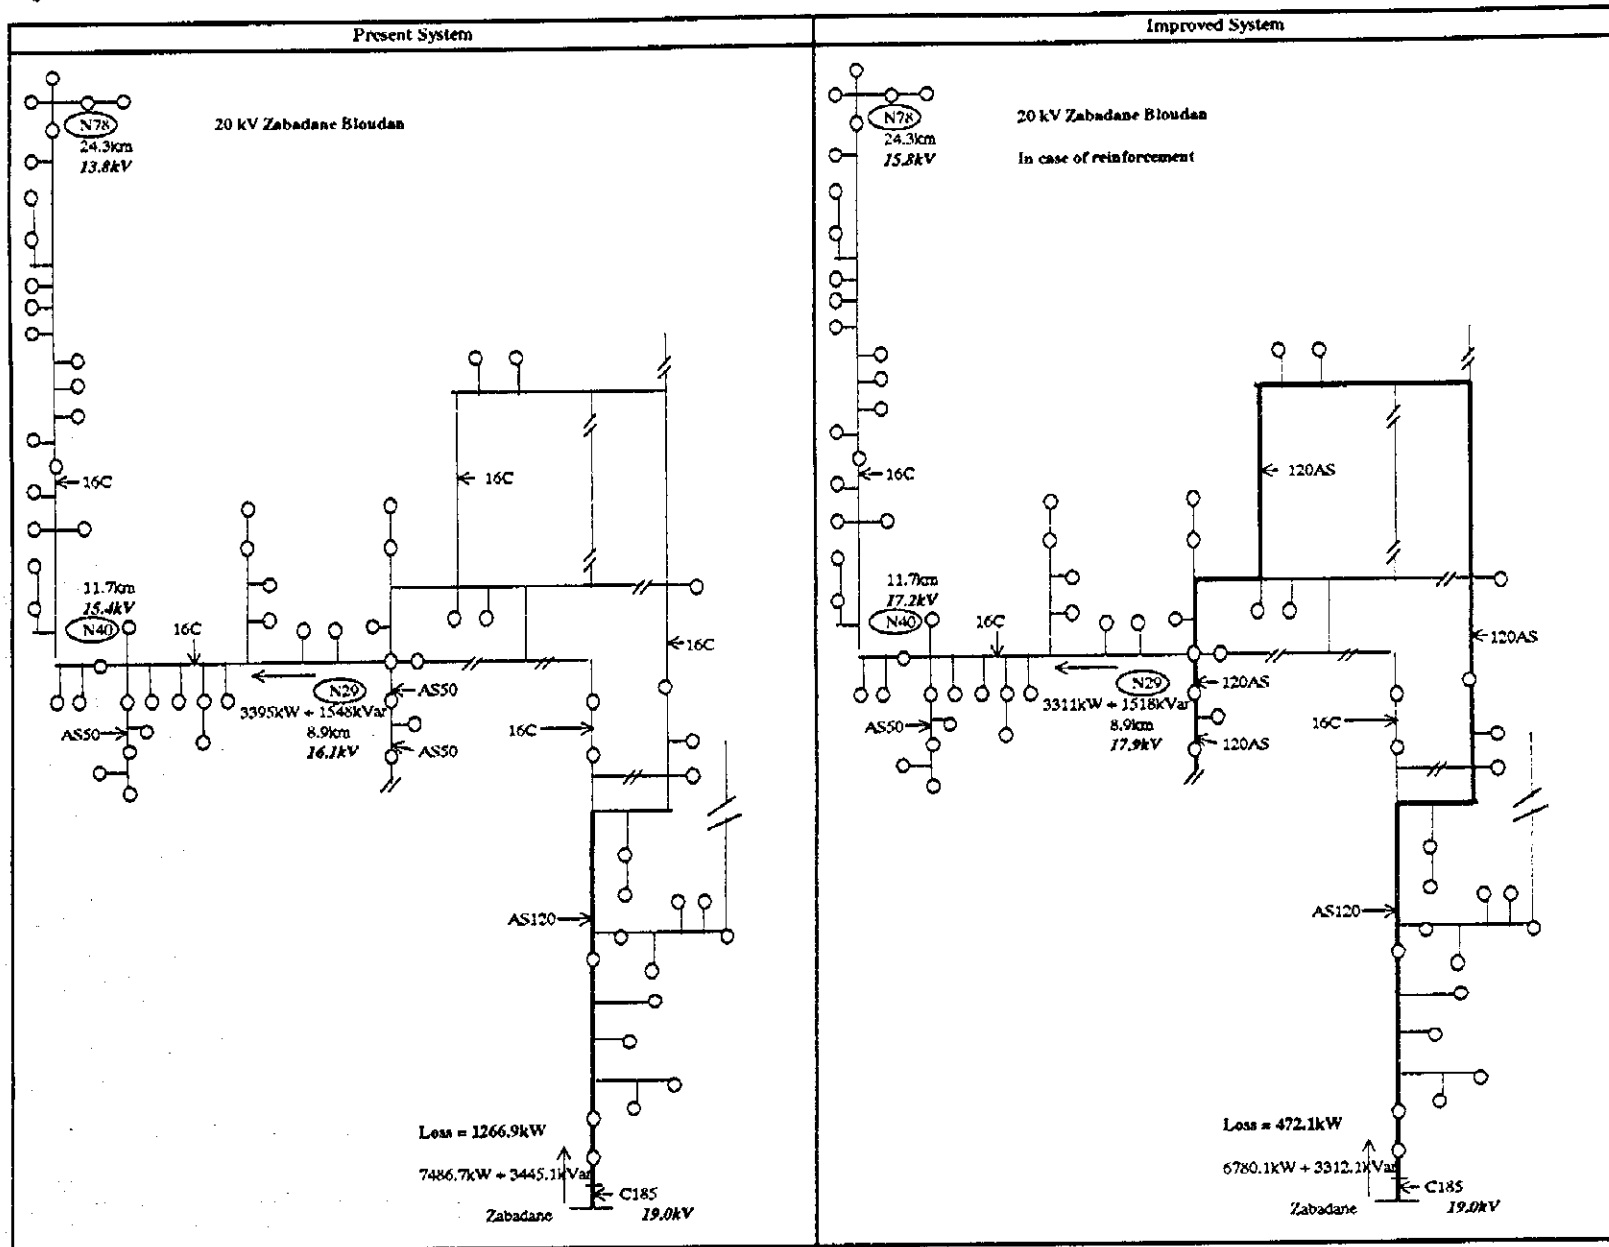 Present System
20 kV Zabadane Bloudan
N78
24.3km
13.8kV
16C
16C
11.7km
15.4kV
N40
16C
16C
N29
AS50
3395kW + 1548kVar
8.9km
16.1kV
AS50
AS50
16C
AS120
Loss = 1266.9kW
7486.7kW + 3445.1kVar
C185
Zabadane
19.0kV
Improved System
20 kV Zabadane Bloudan
In case of reinforcement
N78
24.3km
15.8kV
16C
120AS
11.7km
17.2kV
N40
16C
120AS
N29
120AS
3311kW + 1518kVar
8.9km
17.9kV
AS50
120AS
16C
AS120
Loss = 472.1kW
6780.1kW + 3312.1kVar
C185
Zabadane
19.0kV